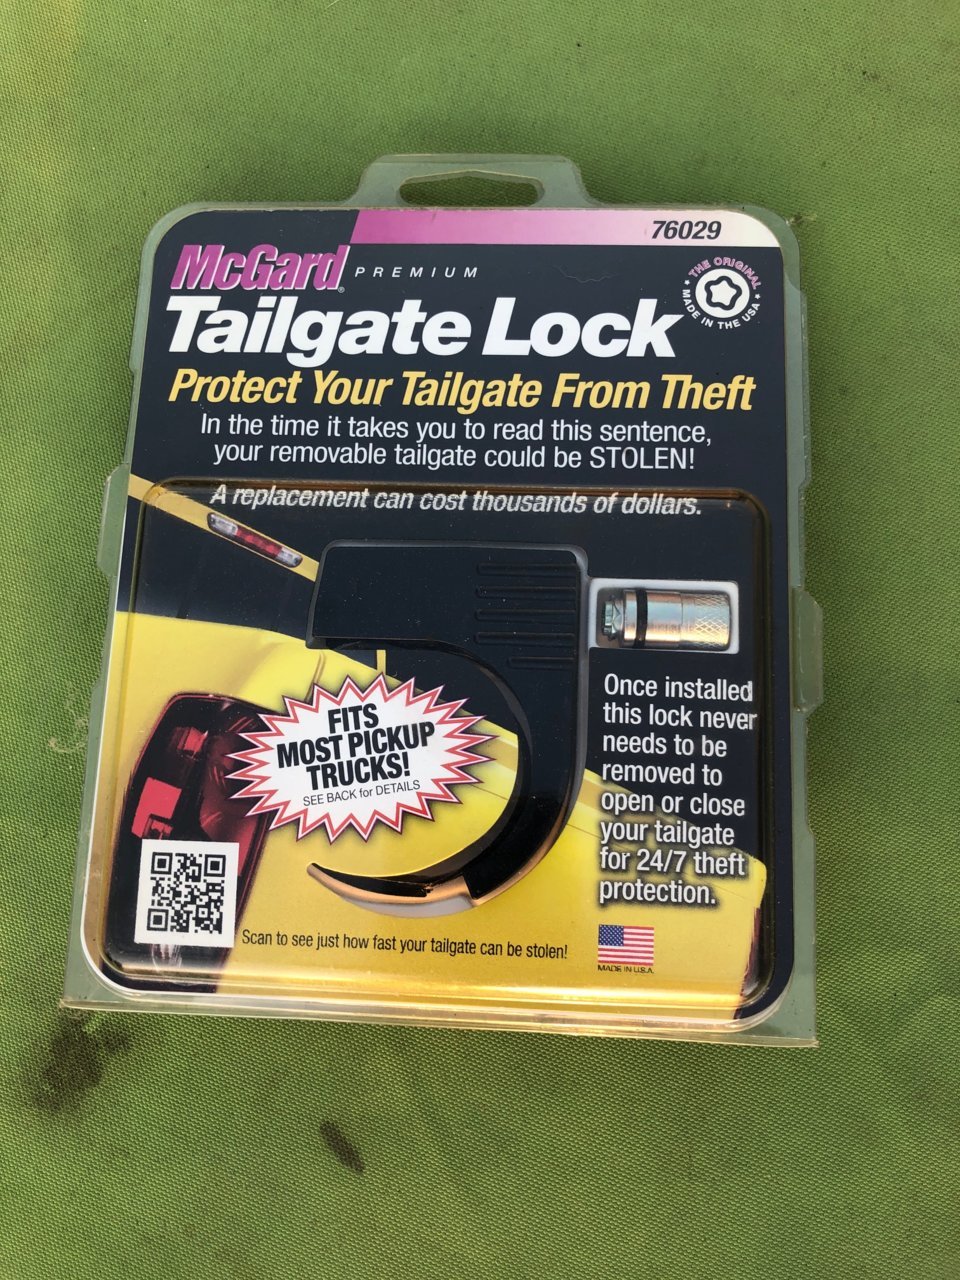 76029
McGard® PREMIUM
THE ORIGINAL
★ MADE IN THE USA ★
Tailgate Lock
Protect Your Tailgate From Theft
In the time it takes you to read this sentence,
your removable tailgate could be STOLEN!
A replacement can cost thousands of dollars.
FITS
MOST PICKUP
TRUCKS!
SEE BACK for DETAILS
Once installed
this lock never
needs to be
removed to
open or close
your tailgate
for 24/7 theft
protection.
Scan to see just how fast your tailgate can be stolen!
MADE IN U.S.A.